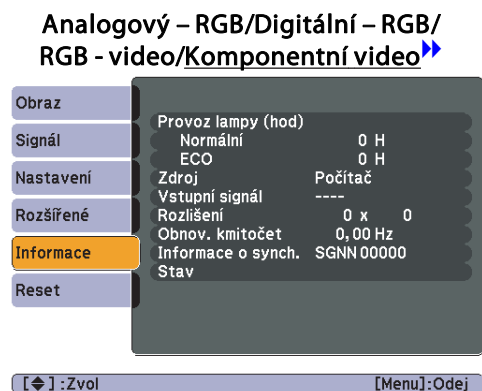 Analogový – RGB/Digitální – RGB/
RGB - video/Komponentní video
Obraz
Signál
Nastavení
Rozšířené
Informace
Reset
Provoz lampy (hod)
Normální 0 H
ECO 0 H
Zdroj Počítač
Vstupní signál ----
Rozlišení 0 x 0
Obnov. kmitočet 0,00 Hz
Informace o synch. SGNN 00000
Stav
[◆] :Zvol [Menu]:Odej